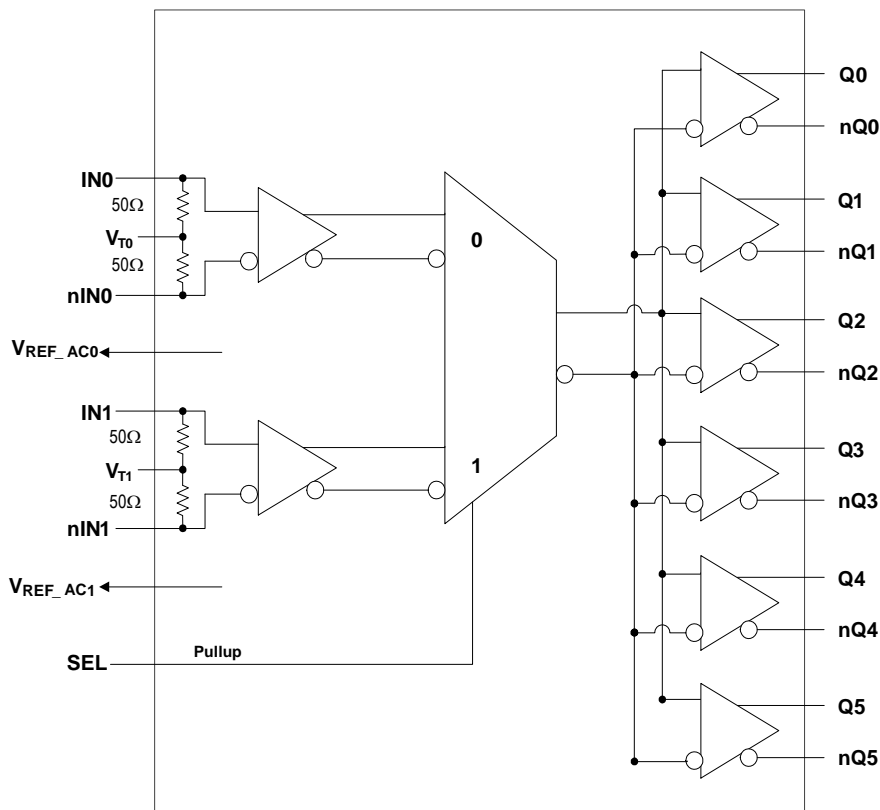 IN0
50Ω
VT0
50Ω
nIN0
VREF_AC0
IN1
50Ω
VT1
50Ω
nIN1
VREF_AC1
SEL
Pullup
0
1
Q0
nQ0
Q1
nQ1
Q2
nQ2
Q3
nQ3
Q4
nQ4
Q5
nQ5